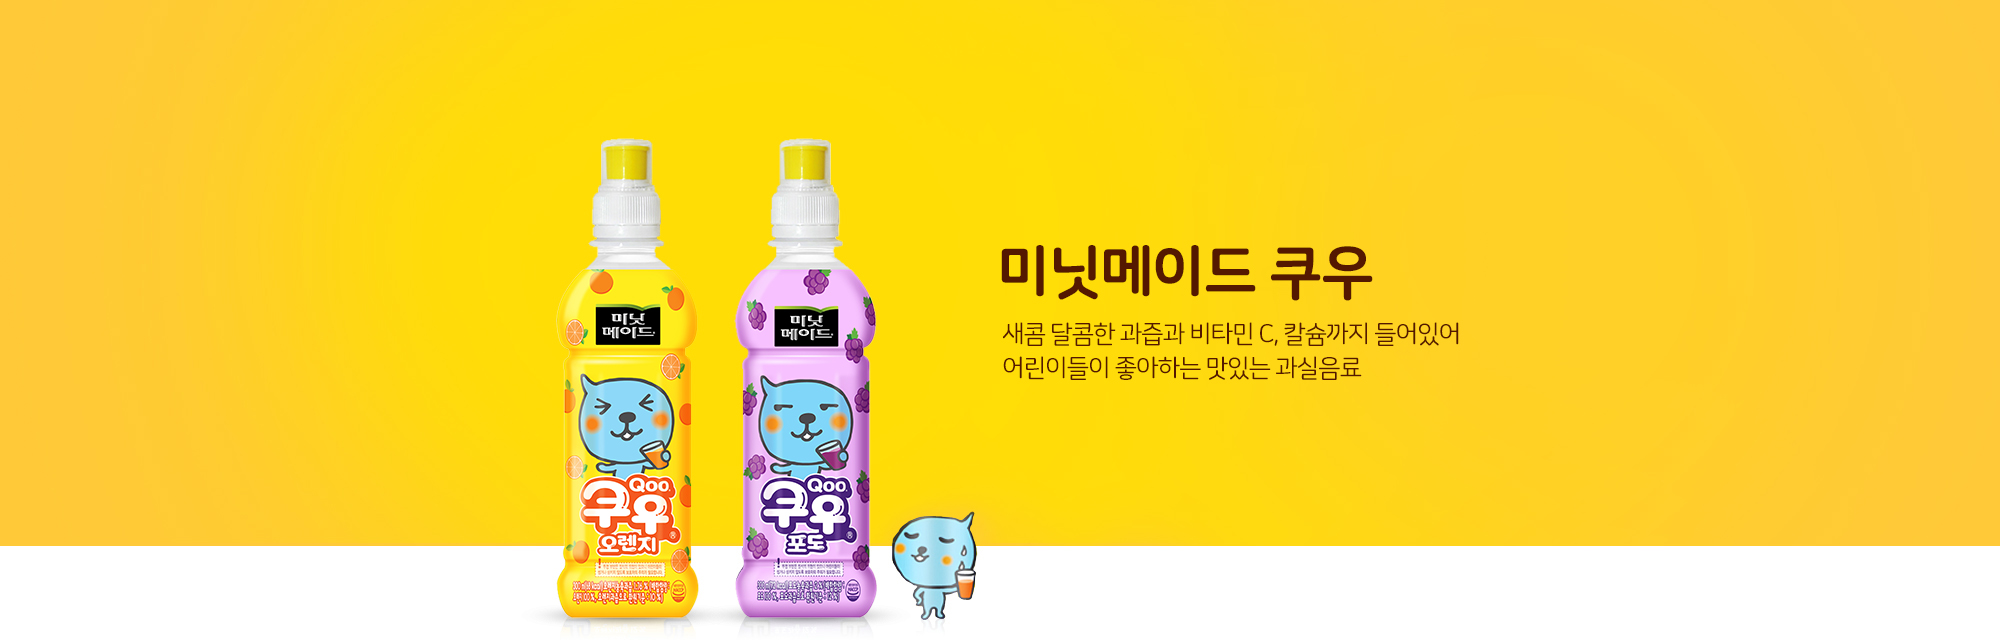 미닛
메이드
Qoo
쿠우
오렌지
미닛
메이드
Qoo
쿠우
포도
미닛메이드 쿠우
새콤 달콤한 과즙과 비타민 C, 칼슘까지 들어있어
어린이들이 좋아하는 맛있는 과실음료